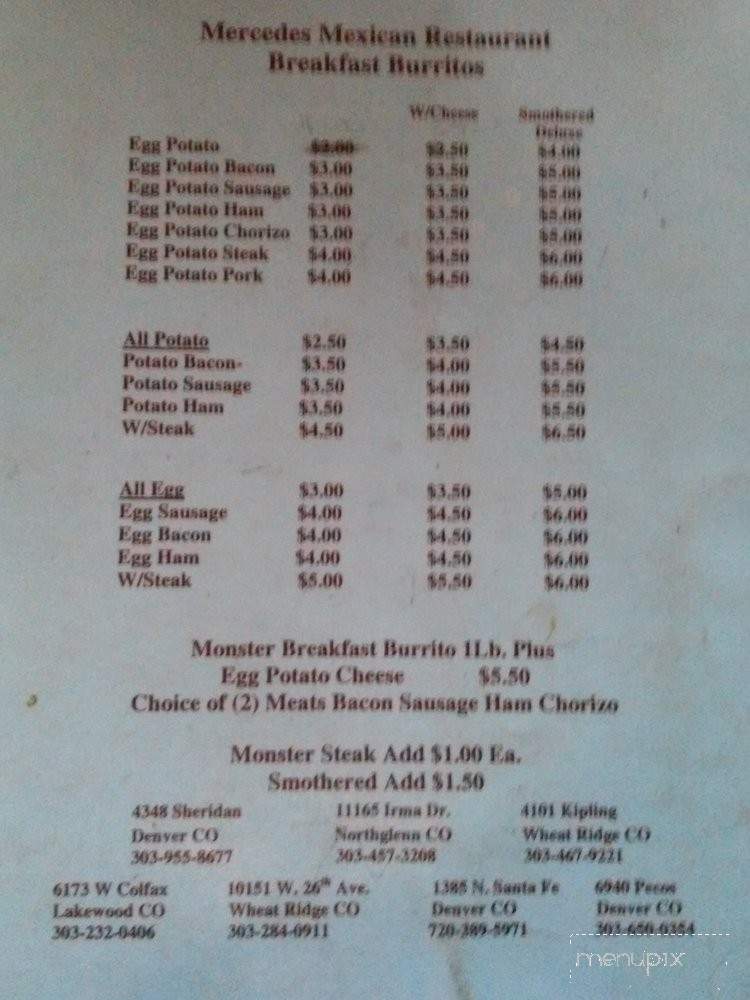 Mercedes Mexican Restaurant
Breakfast Burritos
W/Cheese Smothered
Deluxe
Egg Potato $2.00 $2.50 $4.00
Egg Potato Bacon $3.00 $3.50 $5.00
Egg Potato Sausage $3.00 $3.50 $5.00
Egg Potato Ham $3.00 $3.50 $5.00
Egg Potato Chorizo $3.00 $3.50 $5.00
Egg Potato Steak $4.00 $4.50 $6.00
Egg Potato Pork $4.00 $4.50 $6.00
All Potato $2.50 $3.50 $4.50
Potato Bacon- $3.50 $4.00 $5.50
Potato Sausage $3.50 $4.00 $5.50
Potato Ham $3.50 $4.00 $5.50
W/Steak $4.50 $5.00 $6.50
All Egg $3.00 $3.50 $5.00
Egg Sausage $4.00 $4.50 $6.00
Egg Bacon $4.00 $4.50 $6.00
Egg Ham $4.00 $4.50 $6.00
W/Steak $5.00 $5.50 $6.00
Monster Breakfast Burrito 1Lb. Plus
Egg Potato Cheese $5.50
Choice of (2) Meats Bacon Sausage Ham Chorizo
Monster Steak Add $1.00 Ea.
Smothered Add $1.50
4348 Sheridan 11165 Irma Dr. 4101 Kipling
Denver CO Northglenn CO Wheat Ridge CO
303-955-8677 303-457-3208 303-467-9221
6173 W Colfax 10151 W. 26th Ave. 1385 N. Santa Fe 6940 Pecos
Lakewood CO Wheat Ridge CO Denver CO Denver CO
303-232-0406 303-284-0911 720-389-5971 303-650-0354
menupix